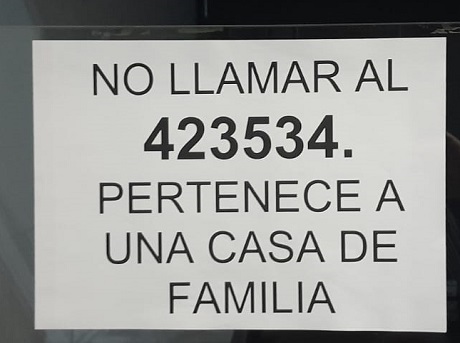 NO LLAMAR AL
423534.
PERTENECE A
UNA CASA DE
FAMILIA